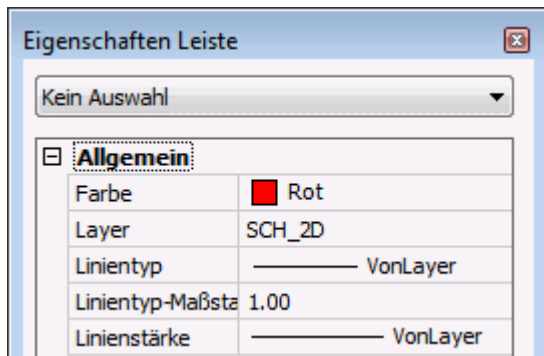 Eigenschaften Leiste
Kein Auswahl
Allgemein
Farbe Rot
Layer SCH_2D
Linientyp VonLayer
Linientyp-Maßsta 1.00
Linienstärke VonLayer